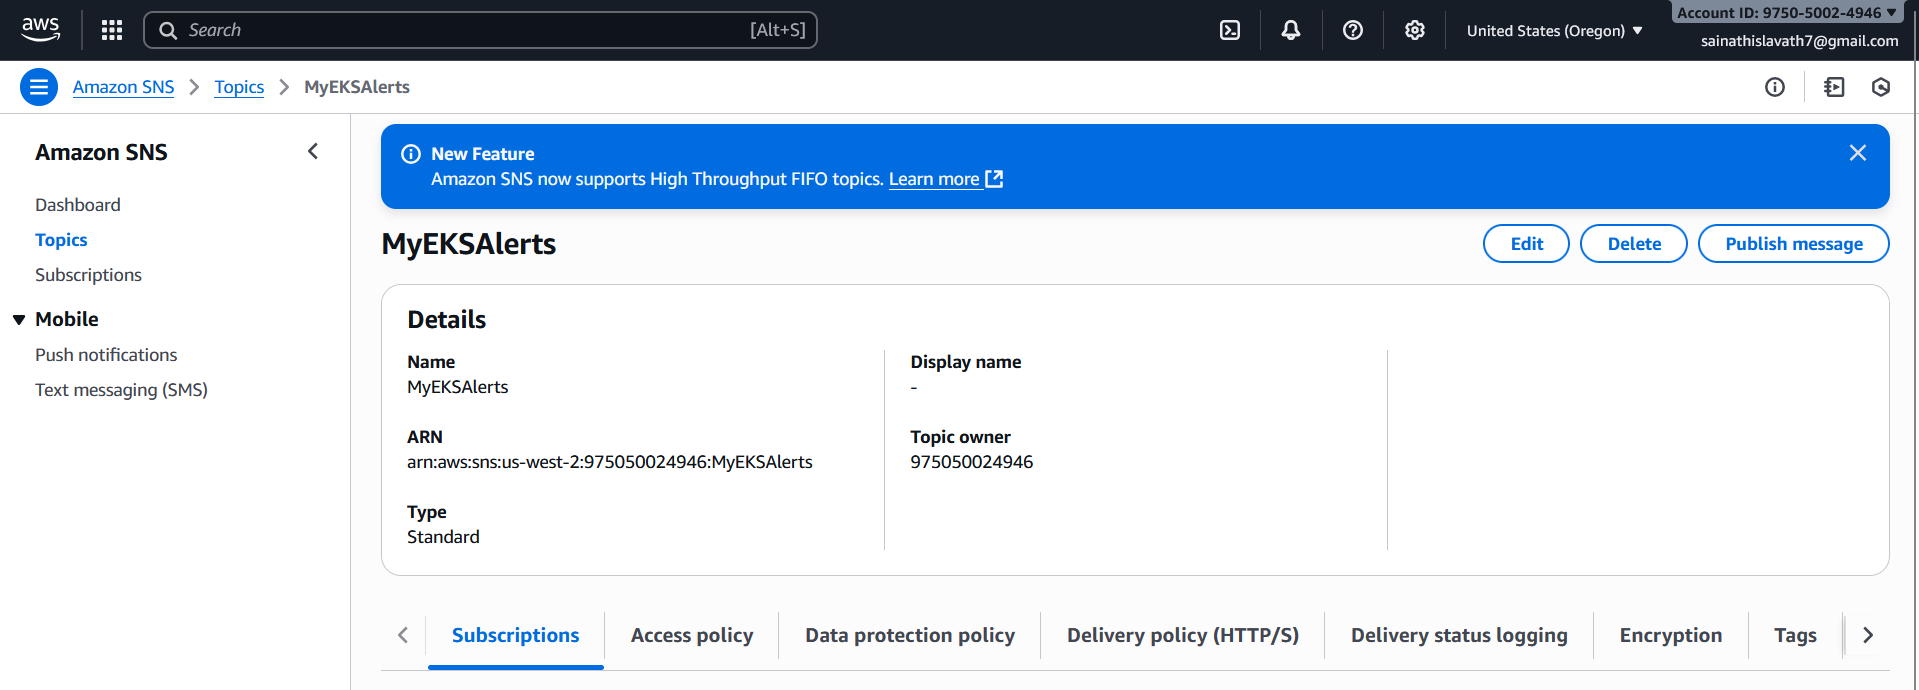 aws
Search [Alt+S]
United States (Oregon)
Account ID: 9750-5002-4946
sainathislavath7@gmail.com
Amazon SNS
Topics
MyEKSAlerts
Amazon SNS
Dashboard
Topics
Subscriptions
Mobile
Push notifications
Text messaging (SMS)
New Feature
Amazon SNS now supports High Throughput FIFO topics. Learn more
MyEKSAlerts
Edit
Delete
Publish message
Details
Name
MyEKSAlerts
ARN
arn:aws:sns:us-west-2:975050024946:MyEKSAlerts
Type
Standard
Display name
-
Topic owner
975050024946
Subscriptions
Access policy
Data protection policy
Delivery policy (HTTP/S)
Delivery status logging
Encryption
Tags